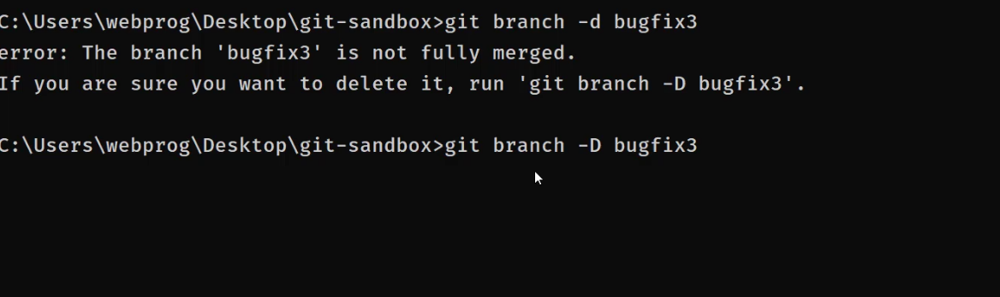 C:\Users\webprog\Desktop\git-sandbox>git branch -d bugfix3
error: The branch 'bugfix3' is not fully merged.
If you are sure you want to delete it, run 'git branch -D bugfix3'.
C:\Users\webprog\Desktop\git-sandbox>git branch -D bugfix3